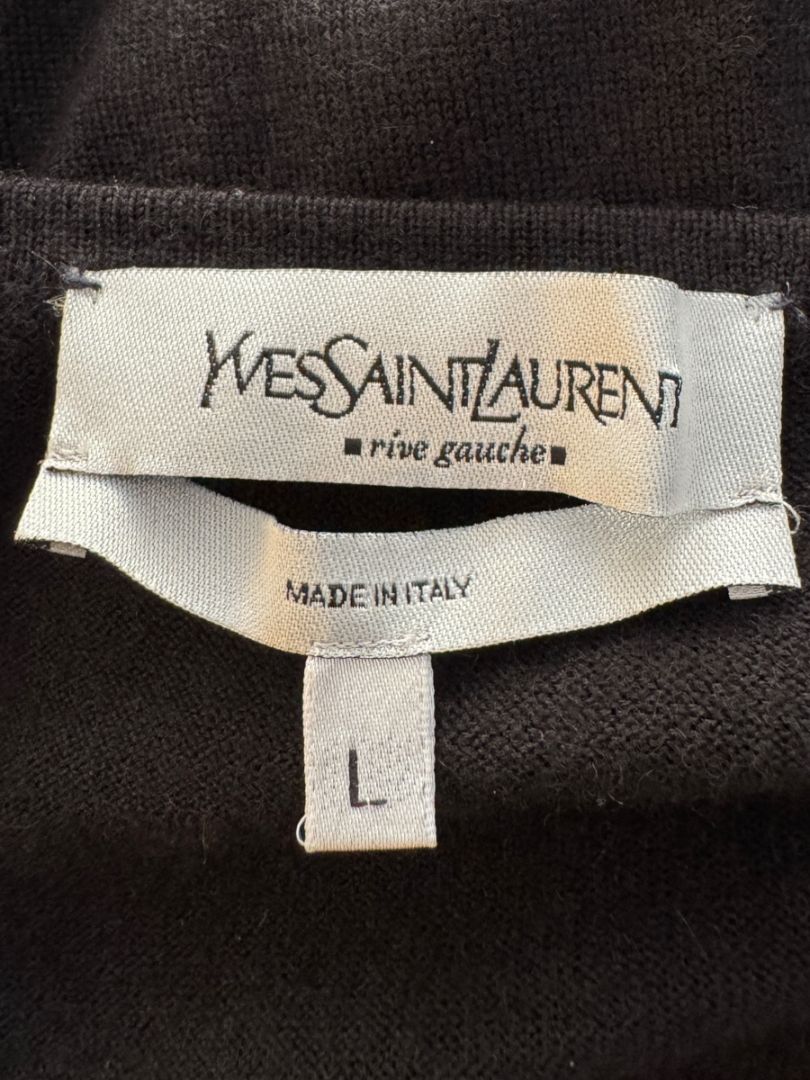 YVESSAINTLAURENT
rive gauche
MADE IN ITALY
L